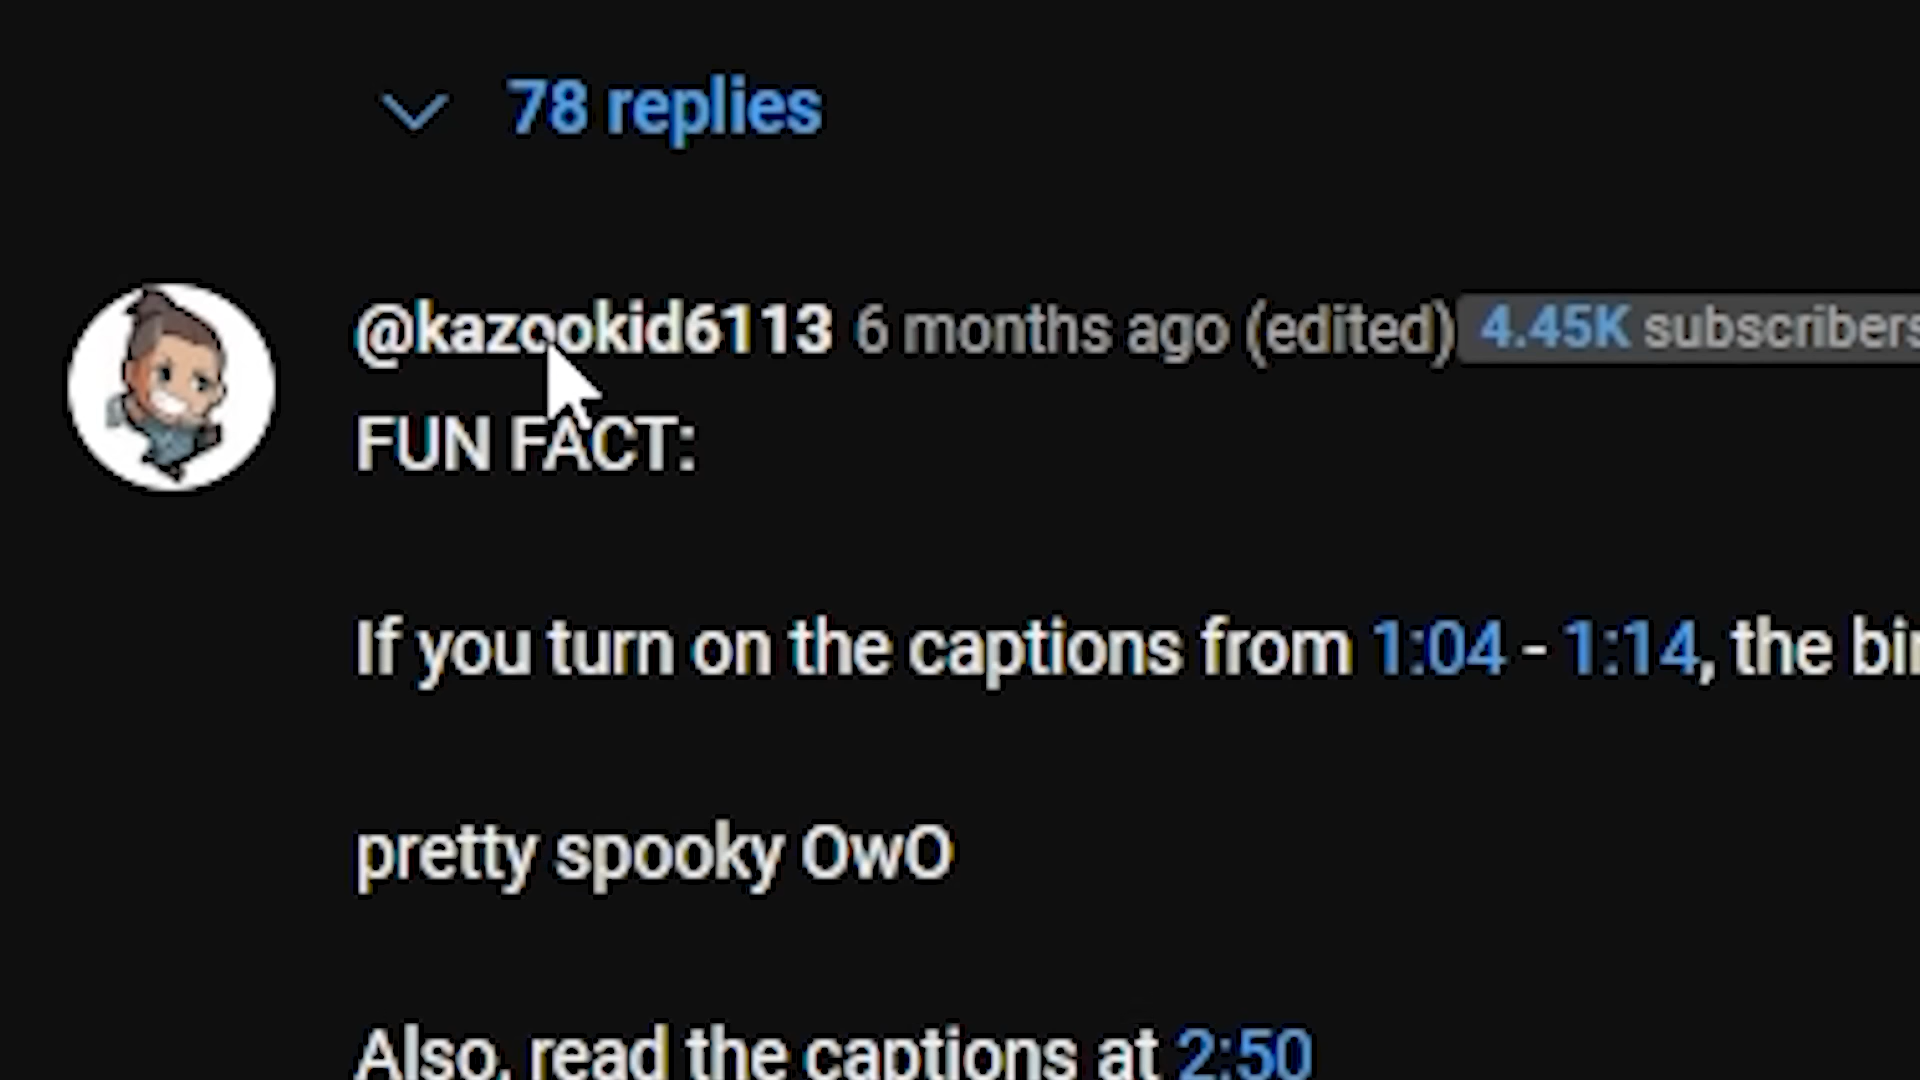 78 replies
@kazookid6113 6 months ago (edited) 4.45K subscribers
FUN FACT:
If you turn on the captions from 1:04 - 1:14, the
pretty spooky OwO
Also, read the captions at 2:50